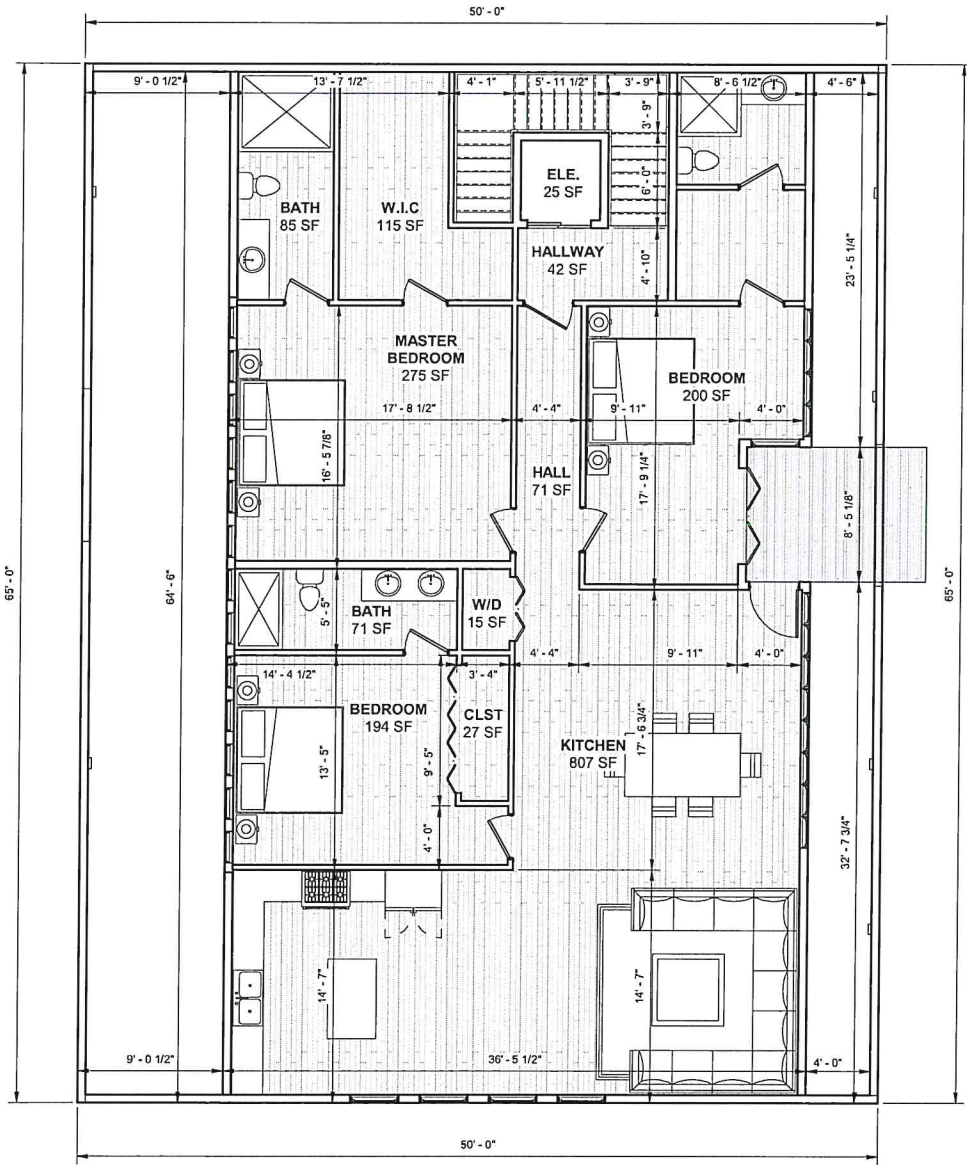 50' - 0"
9' - 0 1/2"
13' - 7 1/2"
4' - 1"
5' - 11 1/2"
3' - 9"
8' - 6 1/2"
4' - 6"
3' - 9"
6' - 0"
ELE.
25 SF
BATH
85 SF
W.I.C
115 SF
HALLWAY
42 SF
4' - 10"
23' - 5 1/4"
MASTER
BEDROOM
275 SF
BEDROOM
200 SF
17' - 8 1/2"
4' - 4"
9' - 11"
4' - 0"
16' - 5 7/8"
HALL
71 SF
17' - 9 1/4"
8' - 5 1/8"
65' - 0"
64' - 6"
65' - 0"
5' - 5"
BATH
71 SF
W/D
15 SF
14' - 4 1/2"
3' - 4"
4' - 4"
9' - 11"
4' - 0"
BEDROOM
194 SF
CLST
27 SF
13' - 5"
9' - 5"
KITCHEN
807 SF
17' - 6 3/4"
4' - 0"
32' - 7 3/4"
14' - 7"
14' - 7"
9' - 0 1/2"
36' - 5 1/2"
4' - 0"
50' - 0"